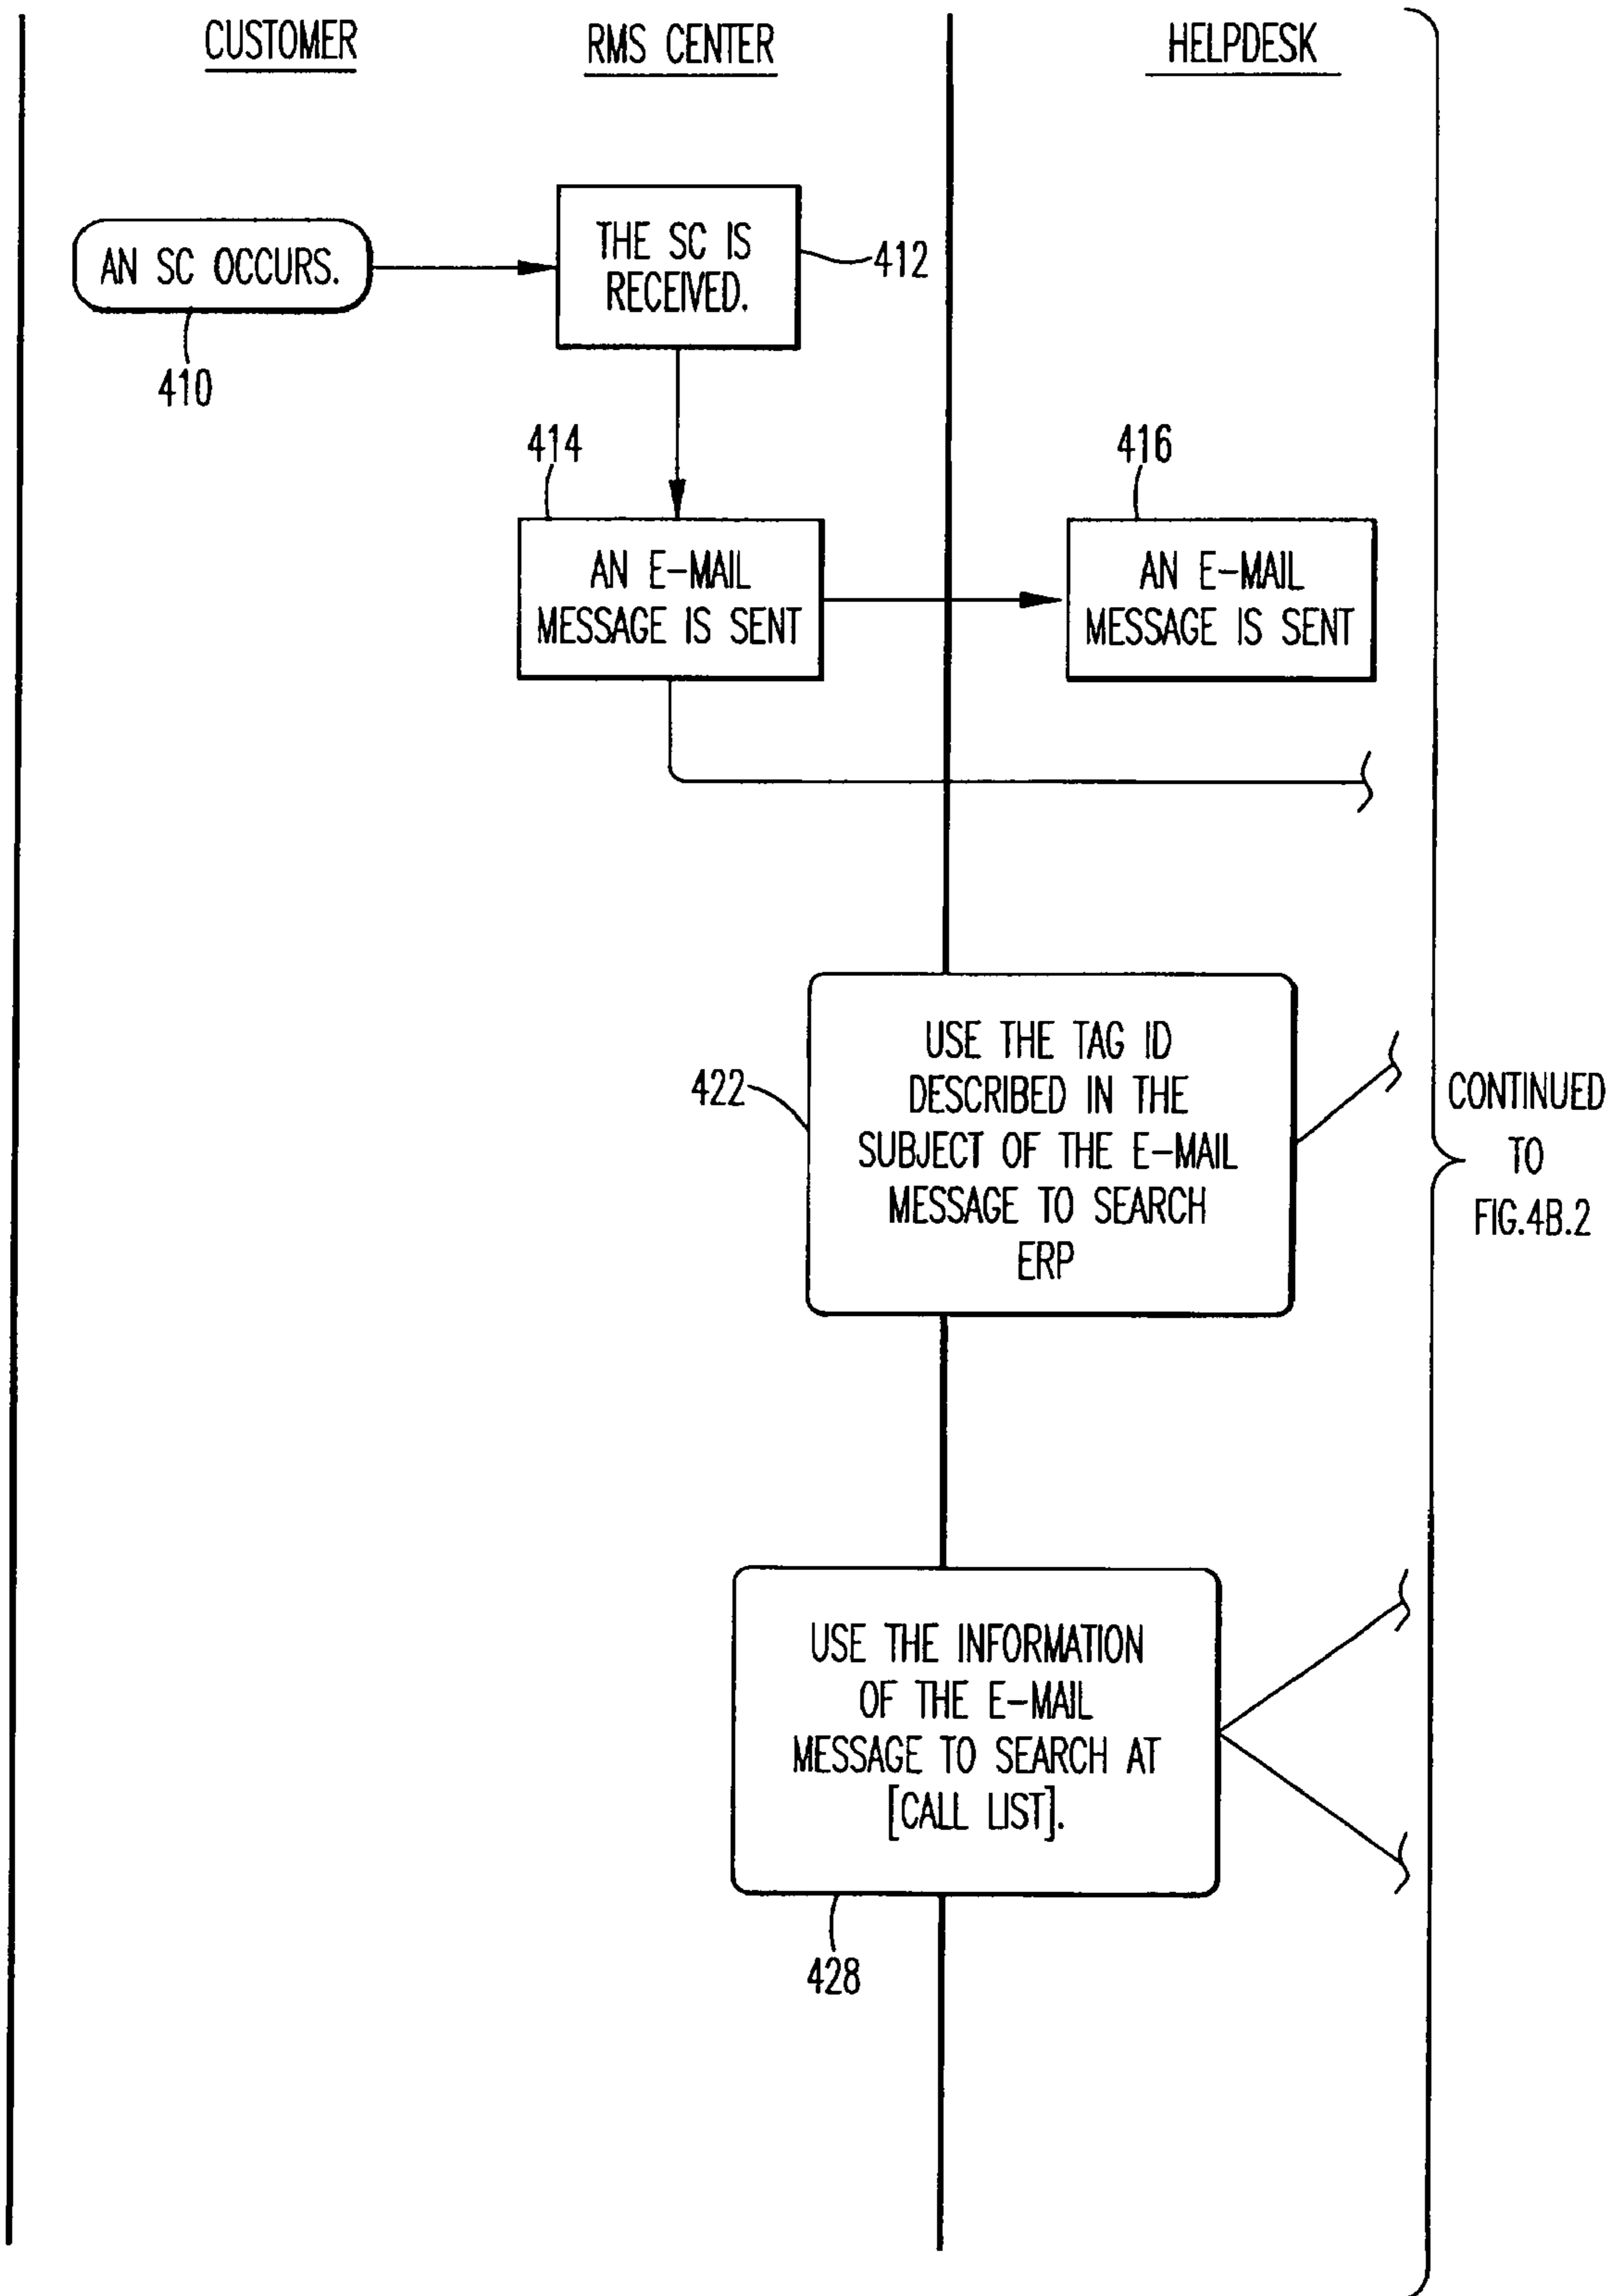 CUSTOMER
RMS CENTER
HELPDESK
AN SC OCCURS.
410
THE SC IS
RECEIVED.
412
414
AN E-MAIL
MESSAGE IS SENT
416
AN E-MAIL
MESSAGE IS SENT
422
USE THE TAG ID
DESCRIBED IN THE
SUBJECT OF THE E-MAIL
MESSAGE TO SEARCH
ERP
CONTINUED
TO
FIG.4B.2
USE THE INFORMATION
OF THE E-MAIL
MESSAGE TO SEARCH AT
[CALL LIST].
428